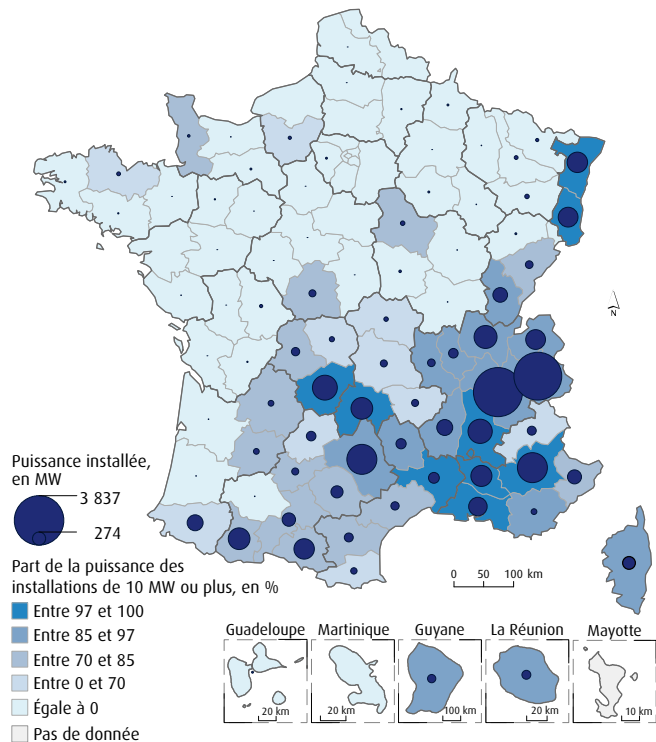 N
Puissance installée,
en MW
3 837
274
Part de la puissance des
installations de 10 MW ou plus, en %
Entre 97 et 100
Entre 85 et 97
Entre 70 et 85
Entre 0 et 70
Égale à 0
Pas de donnée
0 50 100 km
Guadeloupe
20 km
Martinique
20 km
Guyane
100 km
La Réunion
20 km
Mayotte
10 km